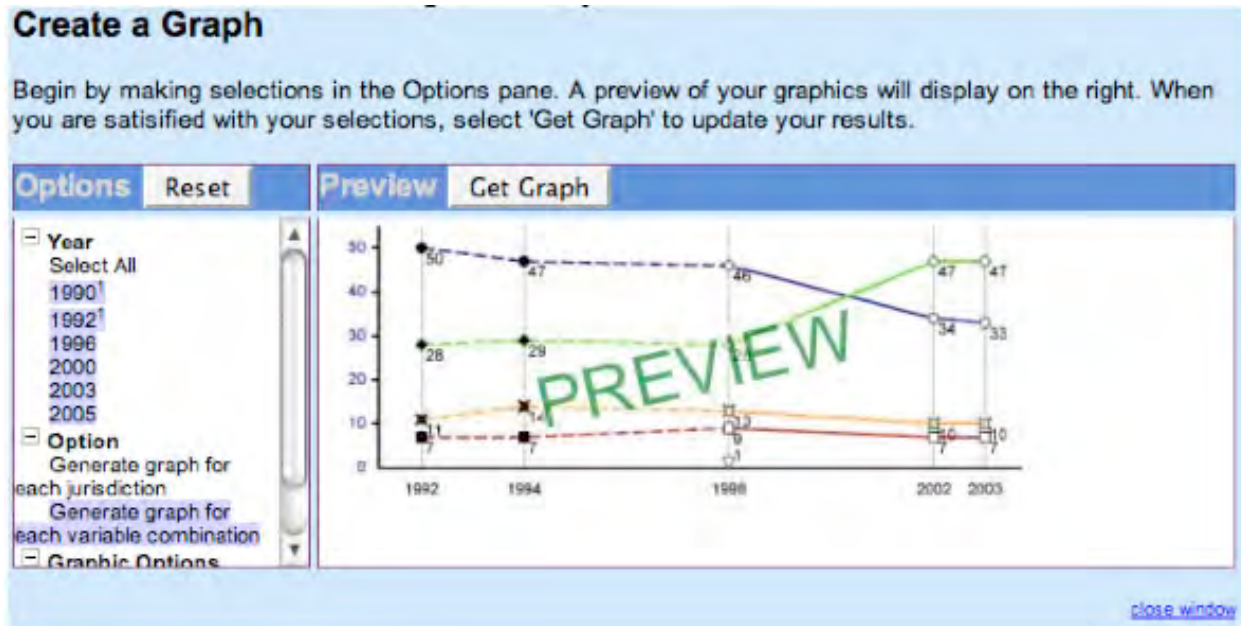 Create a Graph
Begin by making selections in the Options pane. A preview of your graphics will display on the right. When
you are satisified with your selections, select 'Get Graph' to update your results.
Options Reset
Preview Get Graph
Year
Select All
1990¹
1992¹
1996
2000
2003
2005
Option
Generate graph for
each jurisdiction
Generate graph for
each variable combination
Graphic Options
50
40
30
20
10
0
50 47 46 34 33
28 29 47 47
11 14 13 10 10
7 7 9 7 7
1
PREVIEW
1992 1994 1998 2002 2003
close window